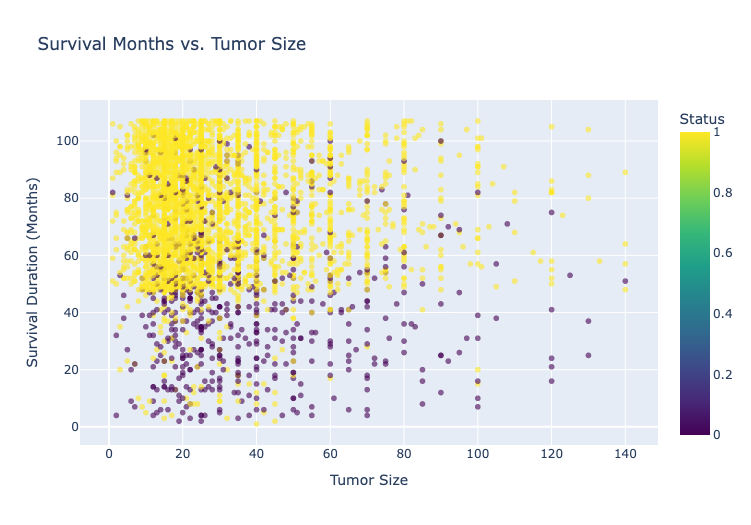 Survival Months vs. Tumor Size
Status
1
0.8
0.6
0.4
0.2
0
Survival Duration (Months)
100
80
60
40
20
0
0 20 40 60 80 100 120 140
Tumor Size